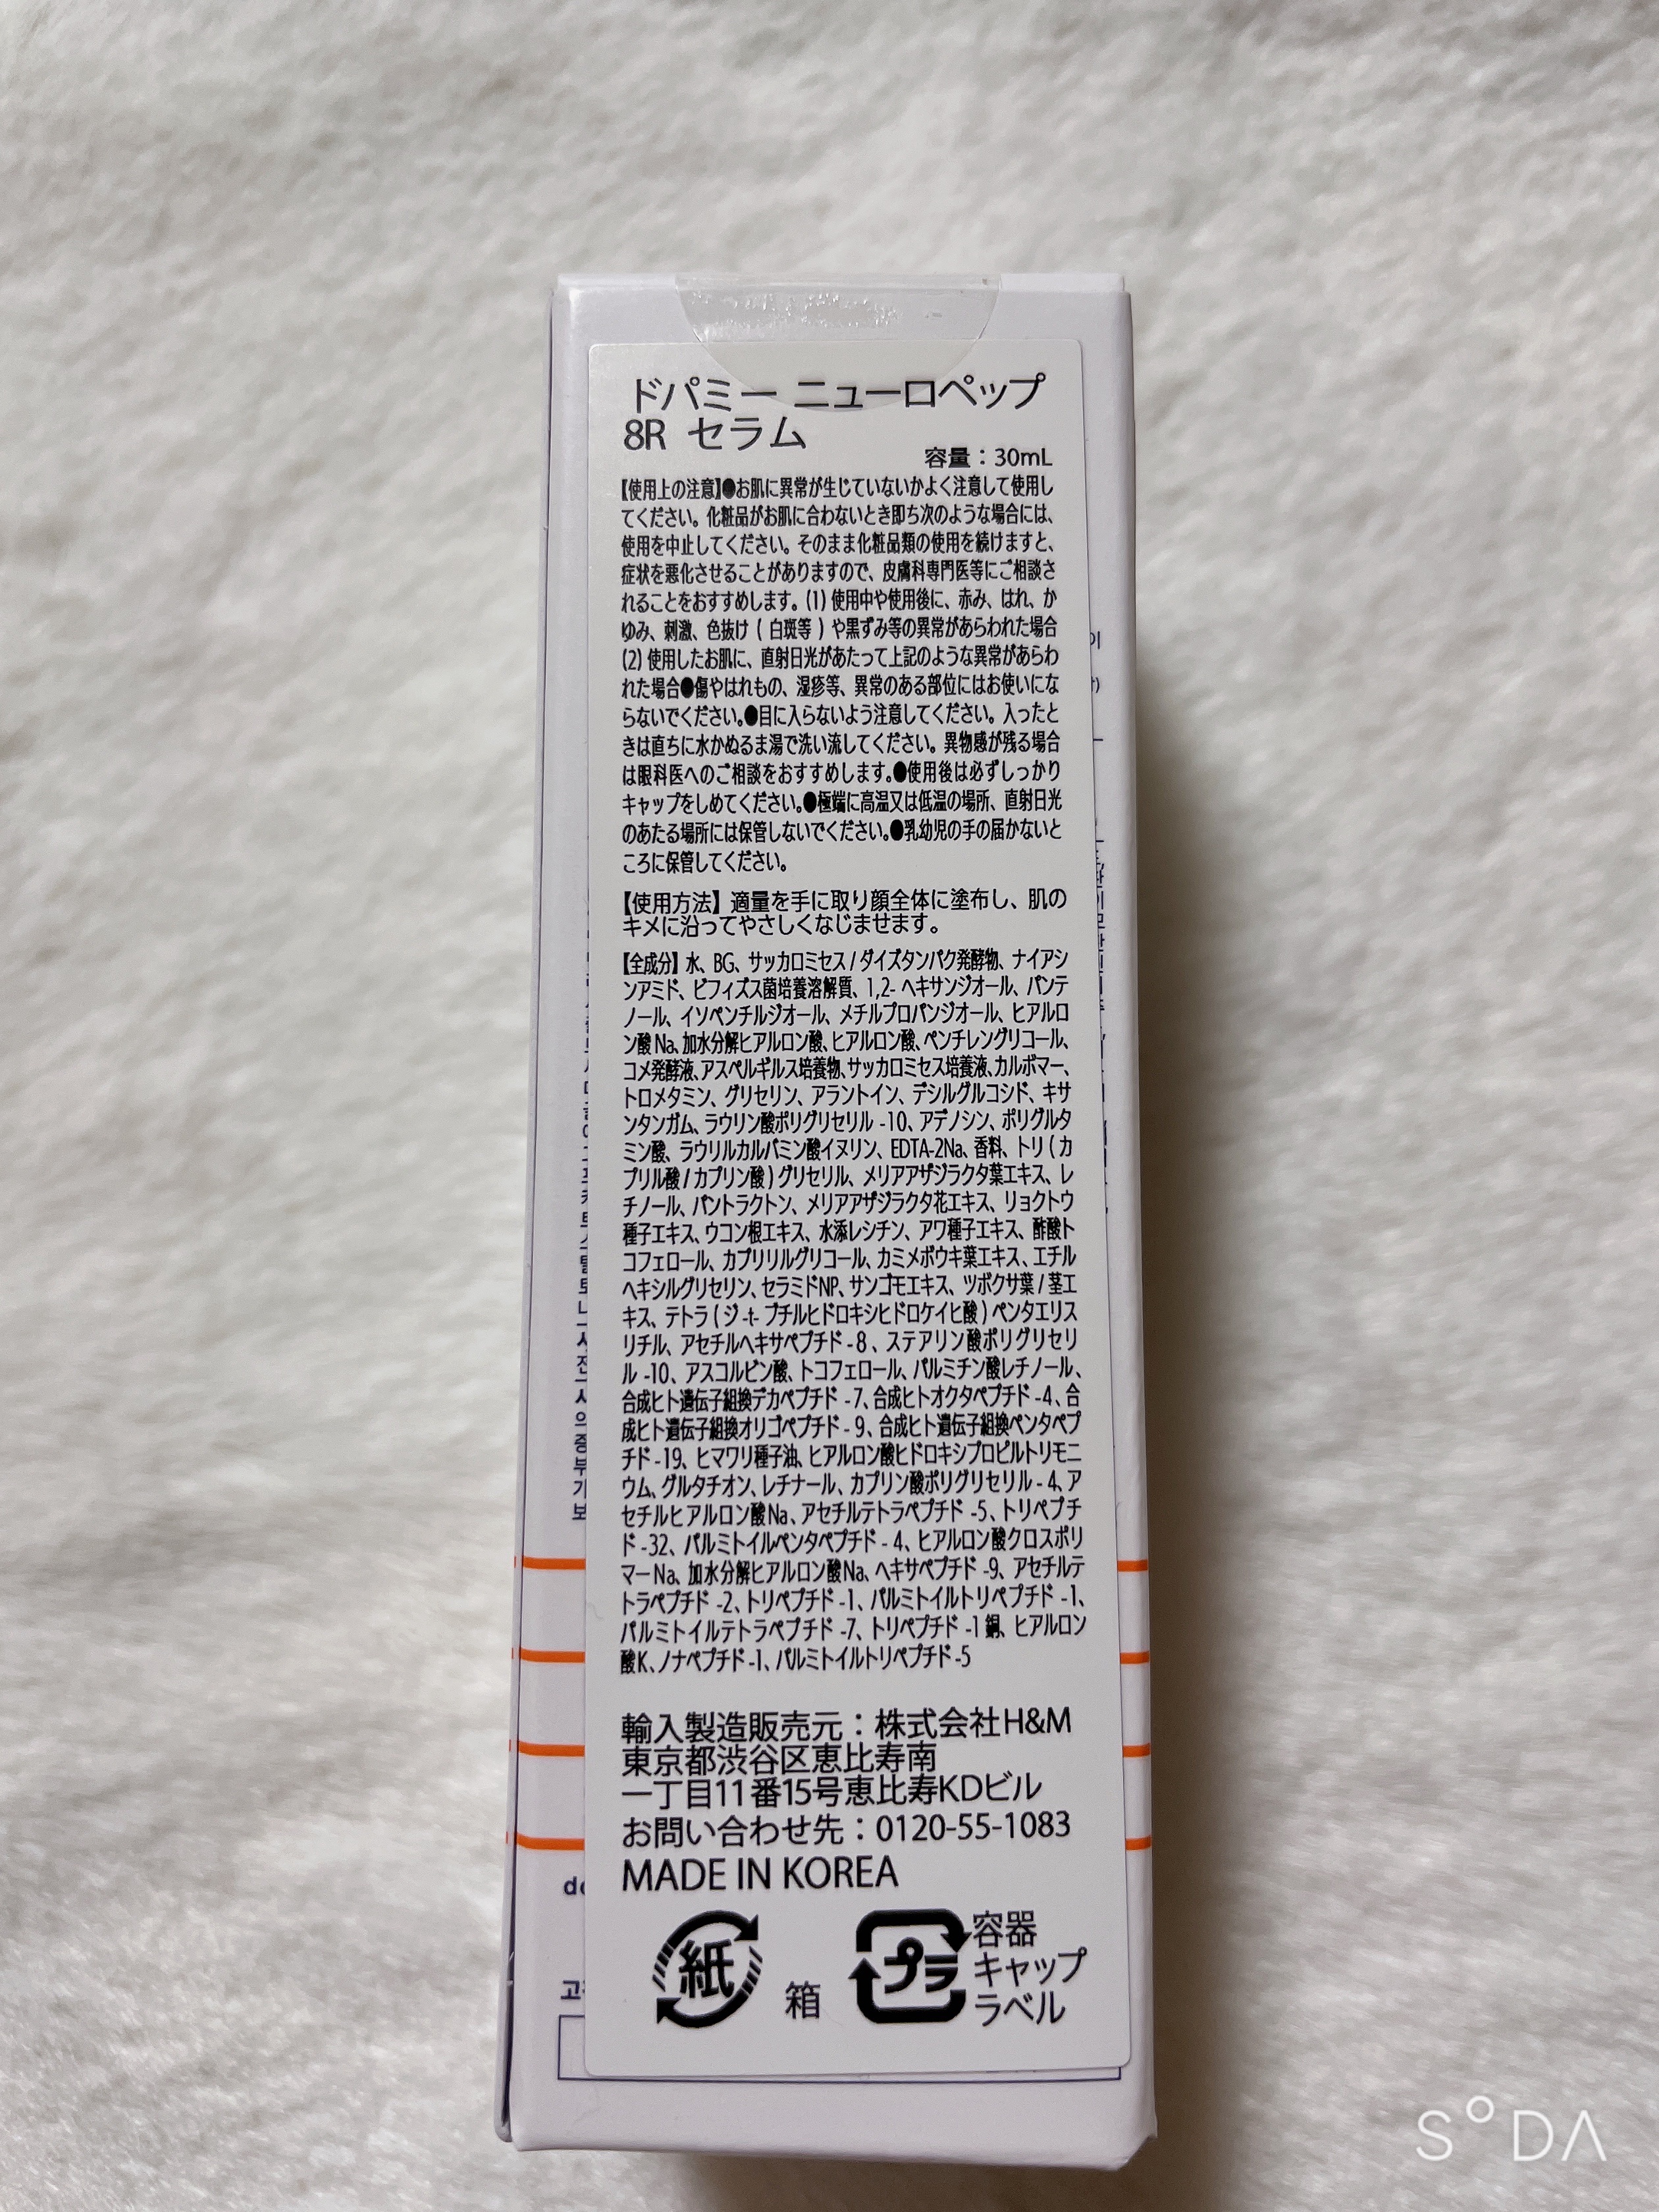 ドパミー ニューロペップ
8R セラム
容量：30mL
【使用上の注意】●お肌に異常が生じていないかよく注意して使用し
てください。化粧品がお肌に合わないとき即ち次のような場合には、
使用を中止してください。そのまま化粧品類の使用を続けますと、
症状を悪化させることがありますので、皮膚科専門医等にご相談さ
れることをおすすめします。(1) 使用中や使用後に、赤み、はれ、か
ゆみ、刺激、色抜け ( 白斑等 ) や黒ずみ等の異常があらわれた場合
(2) 使用したお肌に、直射日光があたって上記のような異常があらわ
れた場合●傷やはれもの、湿疹等、異常のある部位にはお使いにな
らないでください。●目に入らないよう注意してください。入ったと
きは直ちに水かぬるま湯で洗い流してください。異物感が残る場合
は眼科医へのご相談をおすすめします。●使用後は必ずしっかり
キャップをしめてください。●極端に高温又は低温の場所、直射日光
のあたる場所には保管しないでください。●乳幼児の手の届かないと
ころに保管してください。
【使用方法】適量を手に取り顔全体に塗布し、肌の
キメに沿ってやさしくなじませます。
【全成分】水、BG、サッカロミセス / ダイズタンパク発酵物、ナイアシ
ンアミド、ビフィズス菌培養溶解質、1,2- ヘキサンジオール、パンテ
ノール、イソペンチルジオール、メチルプロパンジオール、ヒアルロ
ン酸 Na、加水分解ヒアルロン酸、ヒアルロン酸、ペンチレングリコール、
コメ発酵液、アスペルギルス培養物、サッカロミセス培養液、カルボマー、
トロメタミン、グリセリン、アラントイン、デシルグルコシド、キサ
ンタンガム、ラウリン酸ポリグリセリル -10、アデノシン、ポリグルタ
ミン酸、ラウリルカルバミン酸イヌリン、EDTA-2Na、香料、トリ ( カ
プリル酸 / カプリン酸 ) グリセリル、メリアアザジラクタ葉エキス、レ
チノール、パントラクトン、メリアアザジラクタ花エキス、リョクトウ
種子エキス、ウコン根エキス、水添レシチン、アワ種子エキス、酢酸ト
コフェロール、カプリリルグリコール、カミメボウキ葉エキス、エチル
ヘキシルグリセリン、セラミドNP、サンゴモエキス、ツボクサ葉 / 茎エ
キス、テトラ ( ジ -t- ブチルヒドロキシヒドロケイヒ酸 ) ペンタエリス
リチル、アセチルヘキサペプチド -8、ステアリン酸ポリグリセリ
ル -10、アスコルビン酸、トコフェロール、パルミチン酸レチノール、
合成ヒト遺伝子組換デカペプチド -7、合成ヒトオクタペプチド -4、合
成ヒト遺伝子組換オリゴペプチド - 9、合成ヒト遺伝子組換ペンタペプ
チド -19、ヒマワリ種子油、ヒアルロン酸ヒドロキシプロピルトリモニ
ウム、グルタチオン、レチナール、カプリン酸ポリグリセリル - 4、ア
セチルヒアルロン酸Na、アセチルテトラペプチド -5、トリペプチ
ド -32、パルミトイルペンタペプチド - 4、ヒアルロン酸クロスポリ
マー Na、加水分解ヒアルロン酸Na、ヘキサペプチド -9、アセチルテ
トラペプチド -2、トリペプチド -1、パルミトイルトリペプチド -1、
パルミトイルテトラペプチド -7、トリペプチド -1 銅、ヒアルロン
酸K、ノナペプチド -1、パルミトイルトリペプチド -5
輸入製造販売元：株式会社H&M
東京都渋谷区恵比寿南
一丁目11番15号恵比寿KDビル
お問い合わせ先：0120-55-1083
MADE IN KOREA
紙
箱
プラ
容器
キャップ
ラベル
SODA